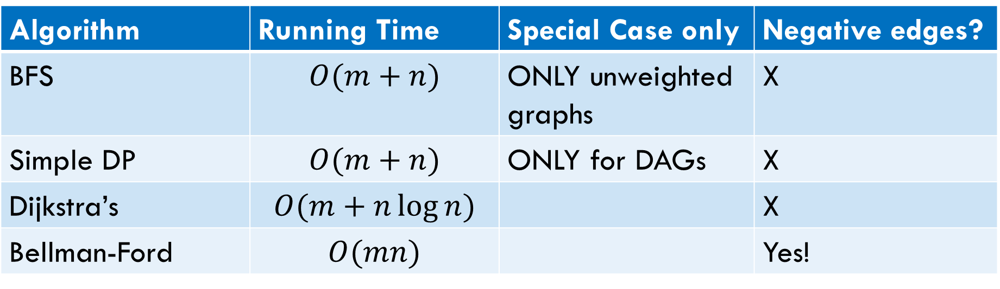 Algorithm Running Time Special Case only Negative edges?
BFS O(m + n) ONLY unweighted X
graphs
Simple DP O(m + n) ONLY for DAGs X
Dijkstra’s O(m + n log n) X
Bellman-Ford O(mn) Yes!